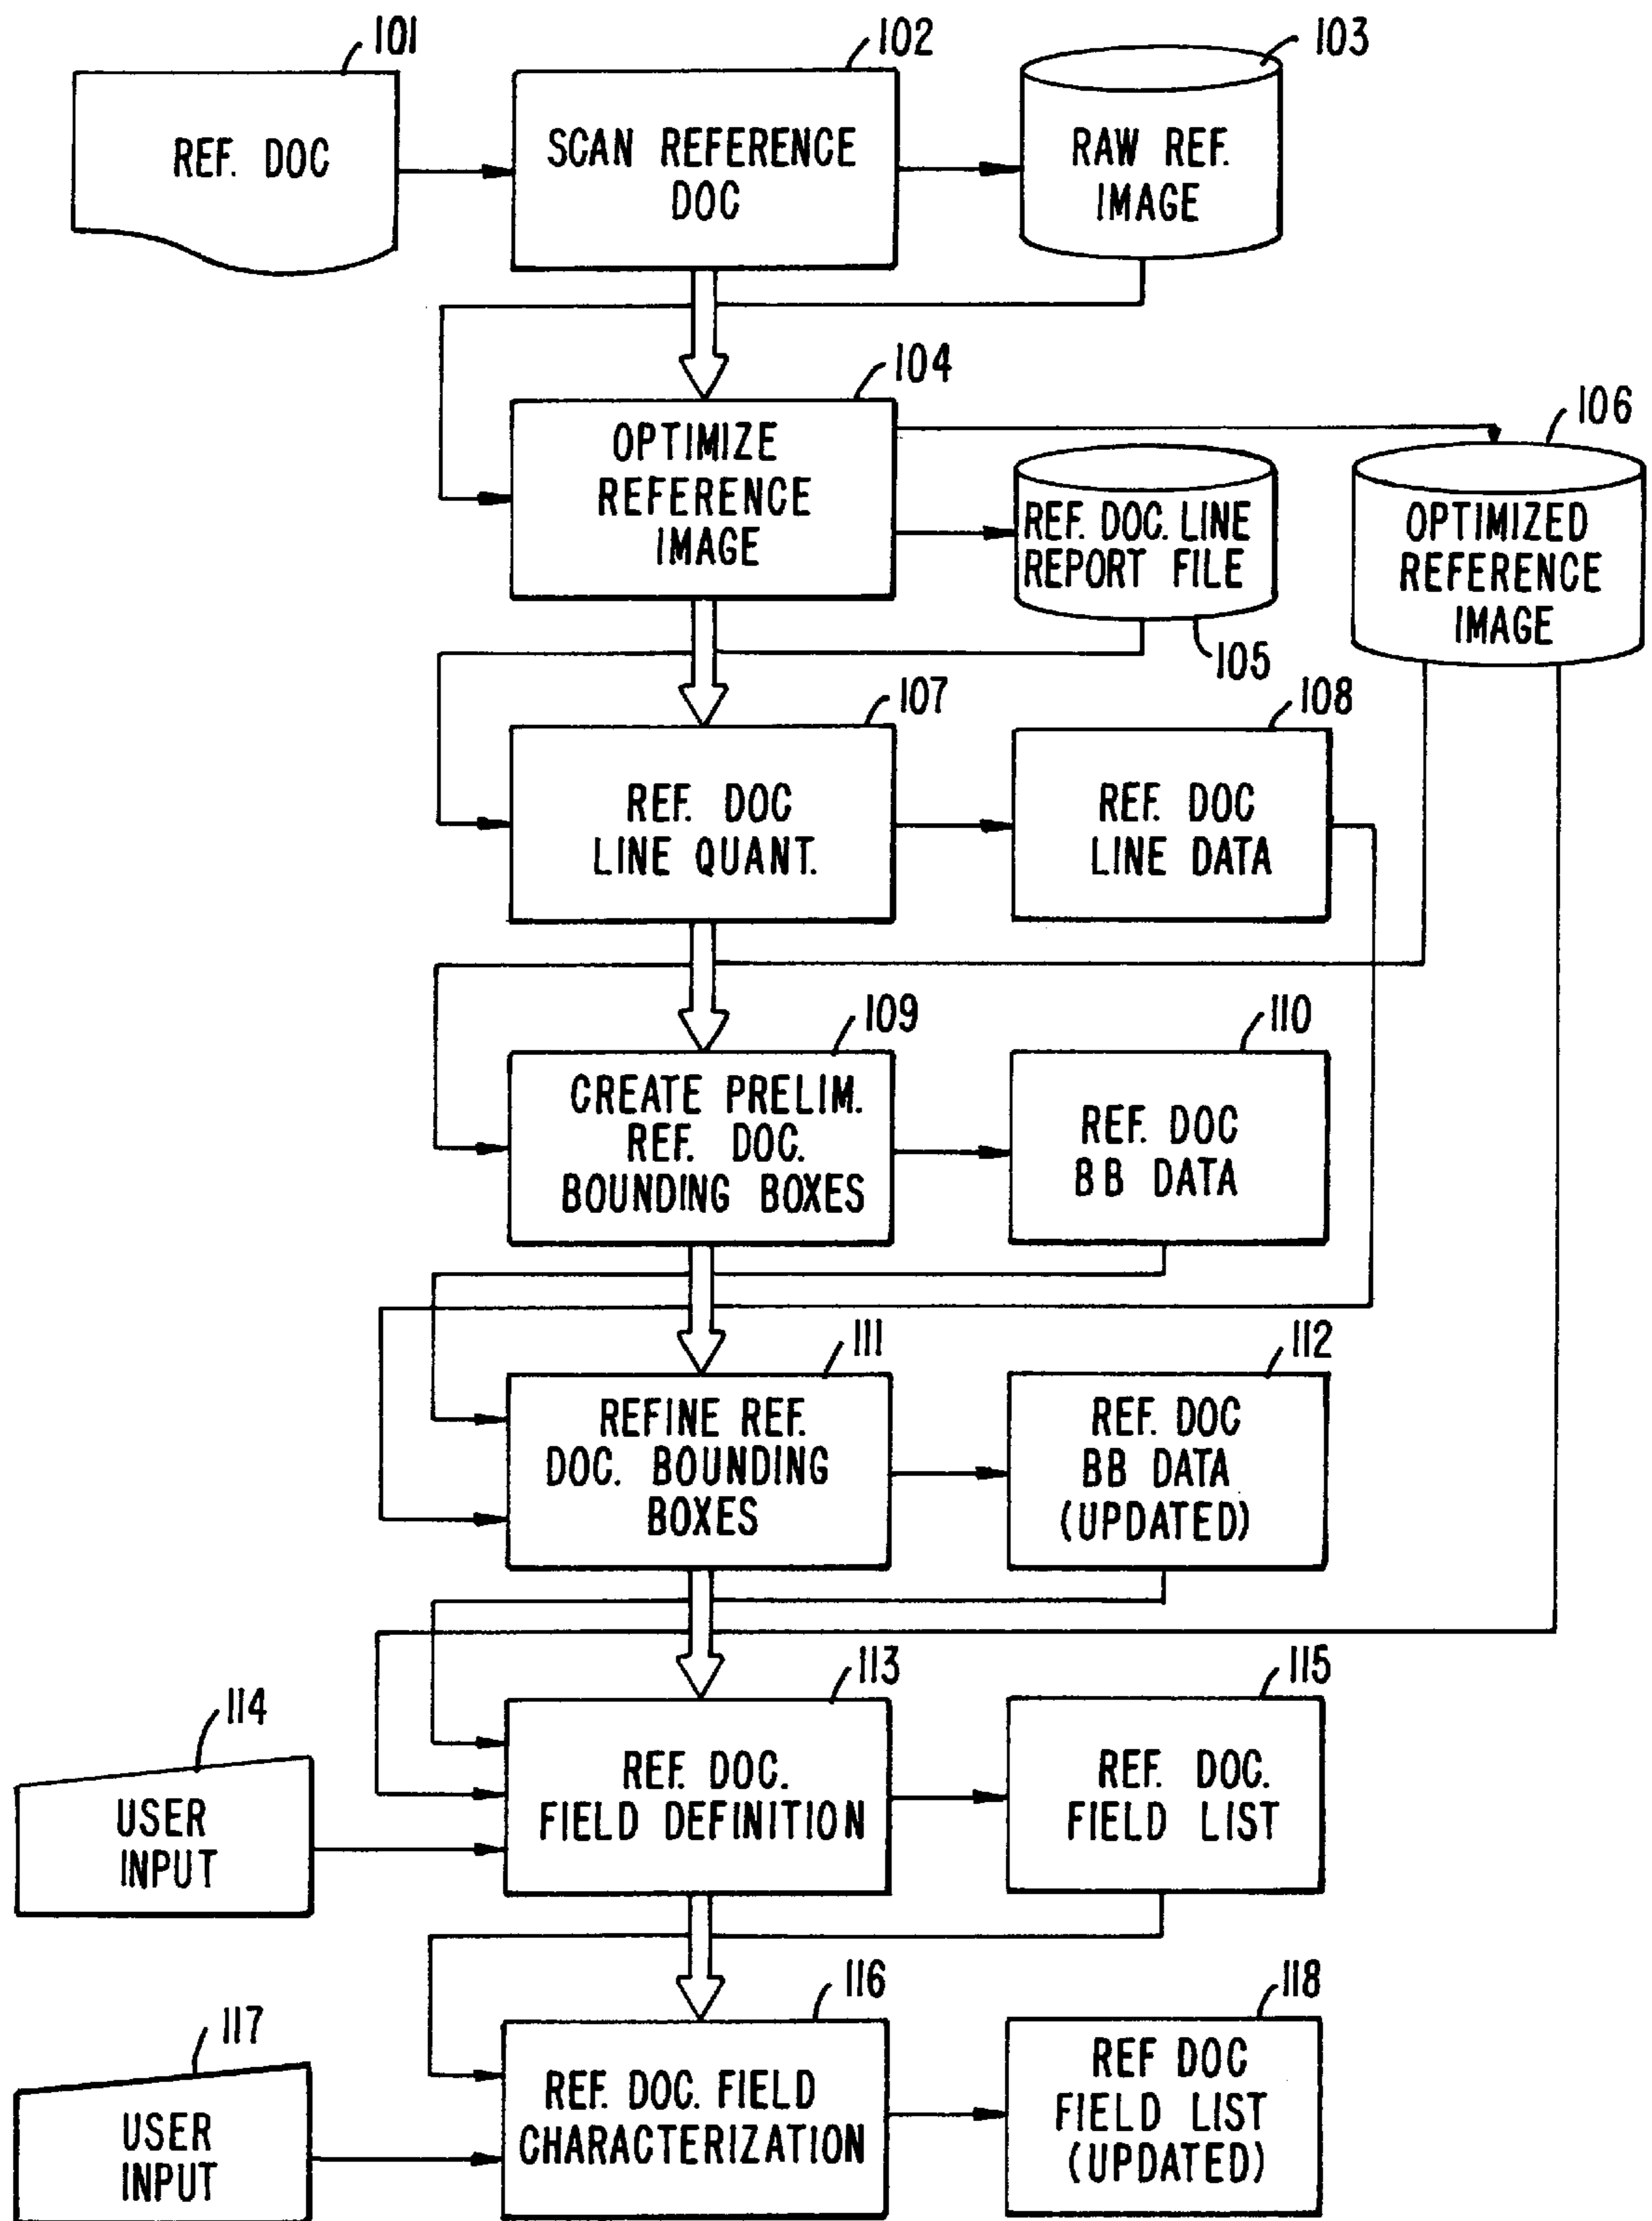 101
REF. DOC
102
SCAN REFERENCE
DOC
103
RAW REF.
IMAGE
104
OPTIMIZE
REFERENCE
IMAGE
REF. DOC. LINE
REPORT FILE
105
106
OPTIMIZED
REFERENCE
IMAGE
107
REF. DOC
LINE QUANT.
108
REF. DOC
LINE DATA
109
CREATE PRELIM.
REF. DOC.
BOUNDING BOXES
110
REF. DOC
BB DATA
111
REFINE REF.
DOC. BOUNDING
BOXES
112
REF. DOC
BB DATA
(UPDATED)
113
REF. DOC.
FIELD DEFINITION
114
USER
INPUT
115
REF. DOC.
FIELD LIST
116
REF. DOC. FIELD
CHARACTERIZATION
117
USER
INPUT
118
REF DOC
FIELD LIST
(UPDATED)